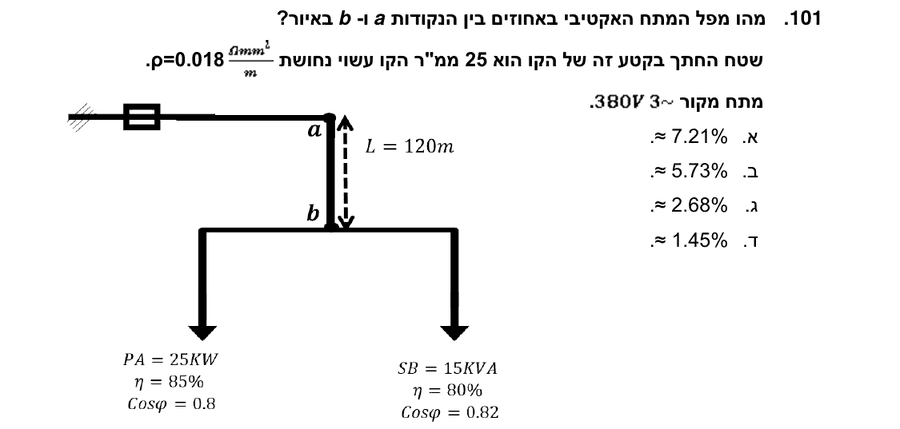 101. מהו מפל המתח האקטיבי באחוזים בין הנקודות a ו- b באיור?
שטח החתך בקטע זה של הקו הוא 25 ממ"ר הקו עשוי נחושת ρ=0.018 Ωmm²/m.
מתח מקור 380V 3~.
א. 7.21% ≈.
ב. 5.73% ≈.
ג. 2.68% ≈.
ד. 1.45% ≈.
a
L = 120m
b
PA = 25KW
η = 85%
Cosφ = 0.8
SB = 15KVA
η = 80%
Cosφ = 0.82